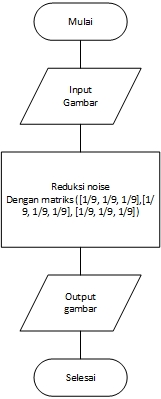 Mulai
Input
Gambar
Reduksi noise
Dengan matriks ([1/9, 1/9, 1/9],[1/
9, 1/9, 1/9], [1/9, 1/9, 1/9])
Output
gambar
Selesai